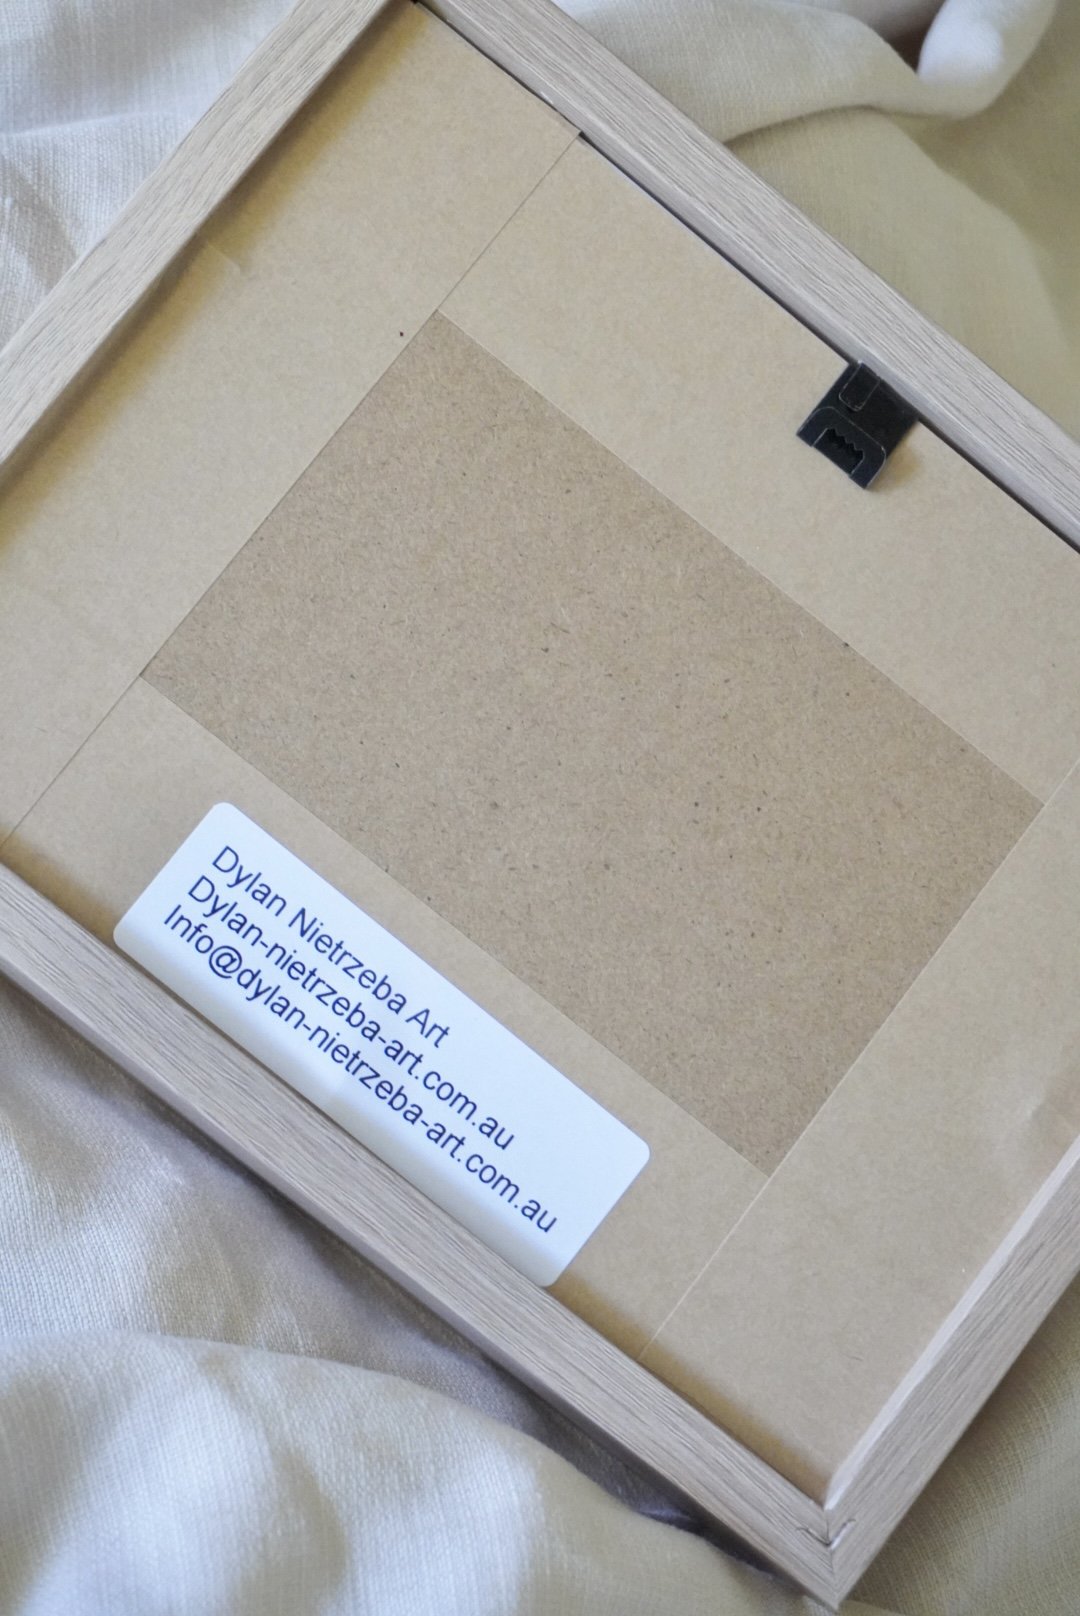 Dylan Nietrzeba Art
Dylan-nietrzeba-art.com.au
Info@dylan-nietrzeba-art.com.au